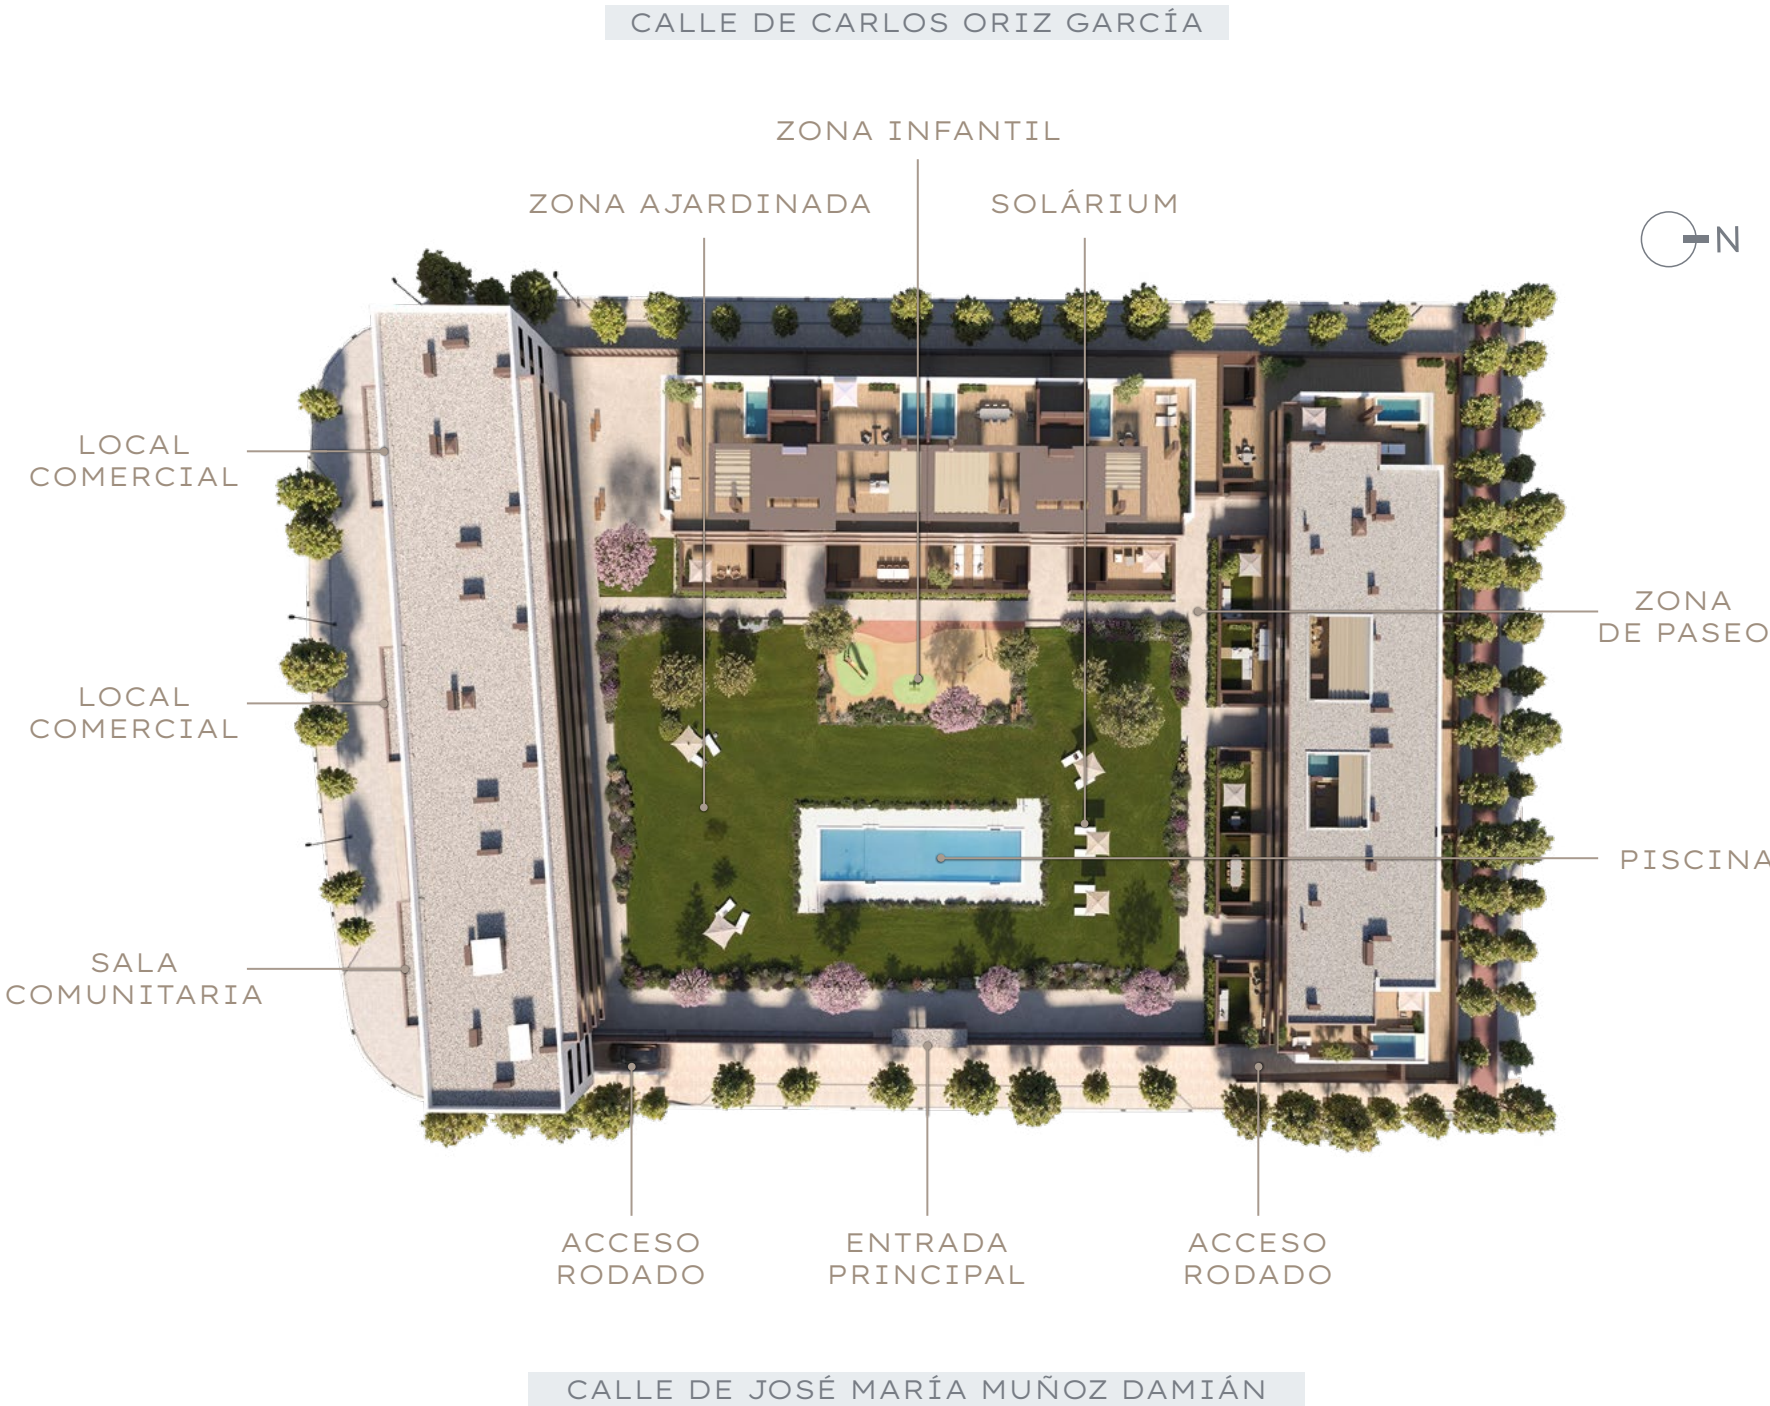 CALLE DE CARLOS ORIZ GARCÍA
ZONA INFANTIL
ZONA AJARDINADA
SOLÁRIUM
N
LOCAL
COMERCIAL
ZONA
DE PASEO
LOCAL
COMERCIAL
PISCINA
SALA
COMUNITARIA
ACCESO
RODADO
ENTRADA
PRINCIPAL
ACCESO
RODADO
CALLE DE JOSÉ MARÍA MUÑOZ DAMIÁN